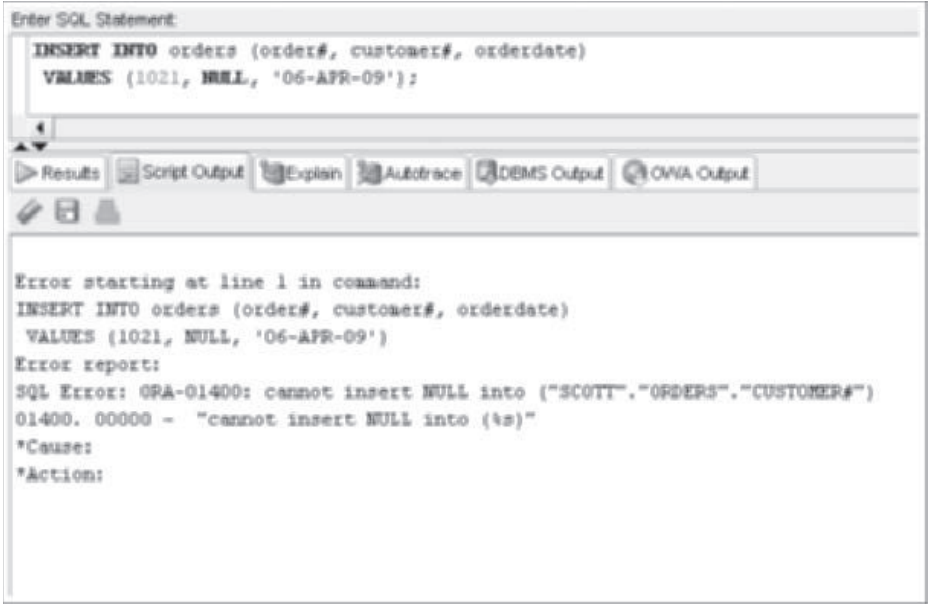 Enter SQL Statement:
INSERT INTO orders (order#, customer#, orderdate)
VALUES (1021, NULL, '06-APR-09');
Results Script Output Explain Autotrace DBMS Output OWA Output
Error starting at line 1 in command:
INSERT INTO orders (order#, customer#, orderdate)
VALUES (1021, NULL, '06-APR-09')
Error report:
SQL Error: ORA-01400: cannot insert NULL into ("SCOTT"."ORDERS"."CUSTOMER#")
01400. 00000 - "cannot insert NULL into (%s)"
*Cause:
*Action: